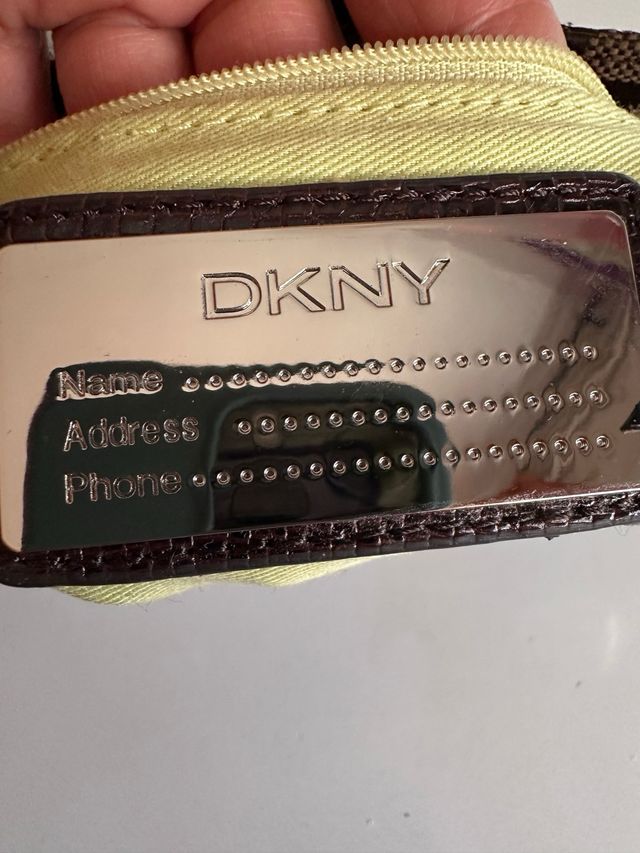 DKNY
Name ..................
Address ................
Phone ..................